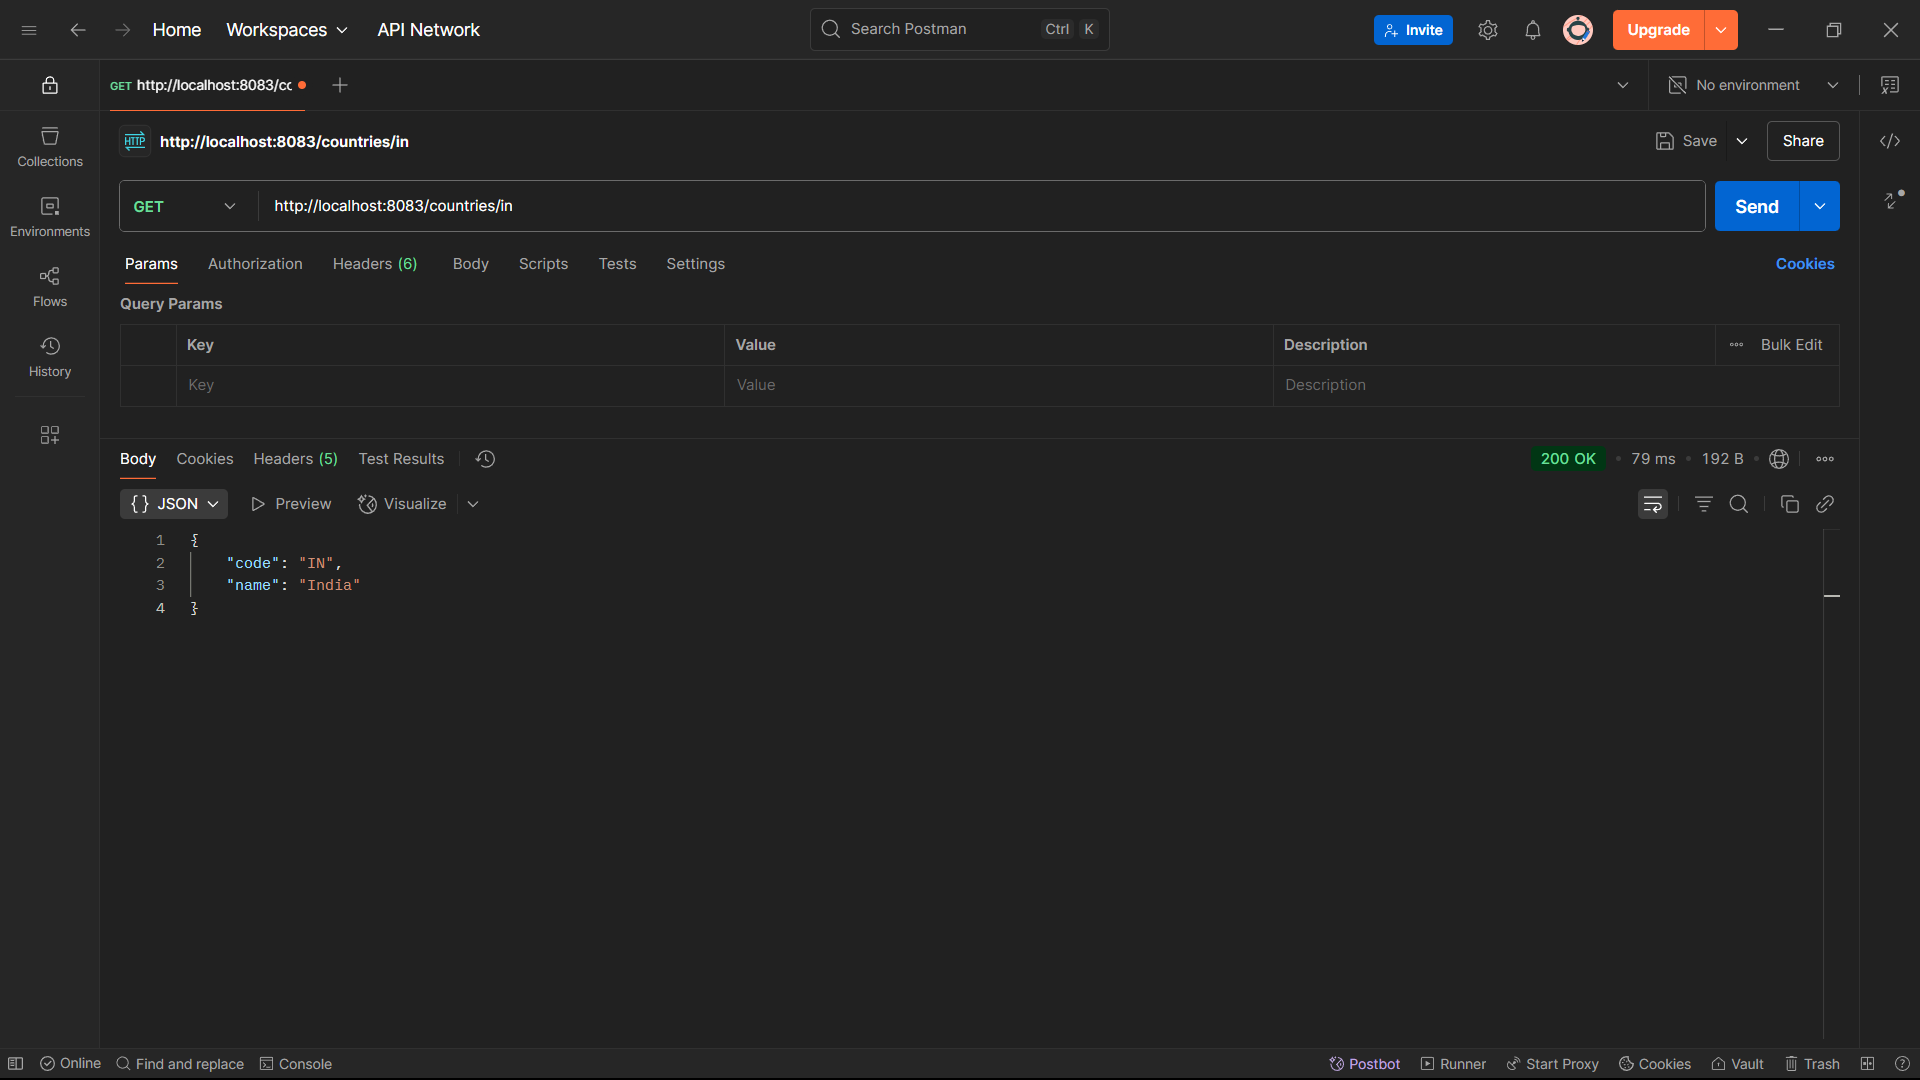 Home Workspaces API Network Search Postman Ctrl K Invite Upgrade
GET http://localhost:8083/cc No environment
HTTP http://localhost:8083/countries/in Save Share
Collections
GET http://localhost:8083/countries/in Send
Environments
Params Authorization Headers (6) Body Scripts Tests Settings Cookies
Flows
Query Params
Key Value Description Bulk Edit
History
Key Value Description
Body Cookies Headers (5) Test Results 200 OK • 79 ms • 192 B •
{ } JSON Preview Visualize
1 {
2 "code": "IN",
3 "name": "India"
4 }
Online Find and replace Console Postbot Runner Start Proxy Cookies Vault Trash